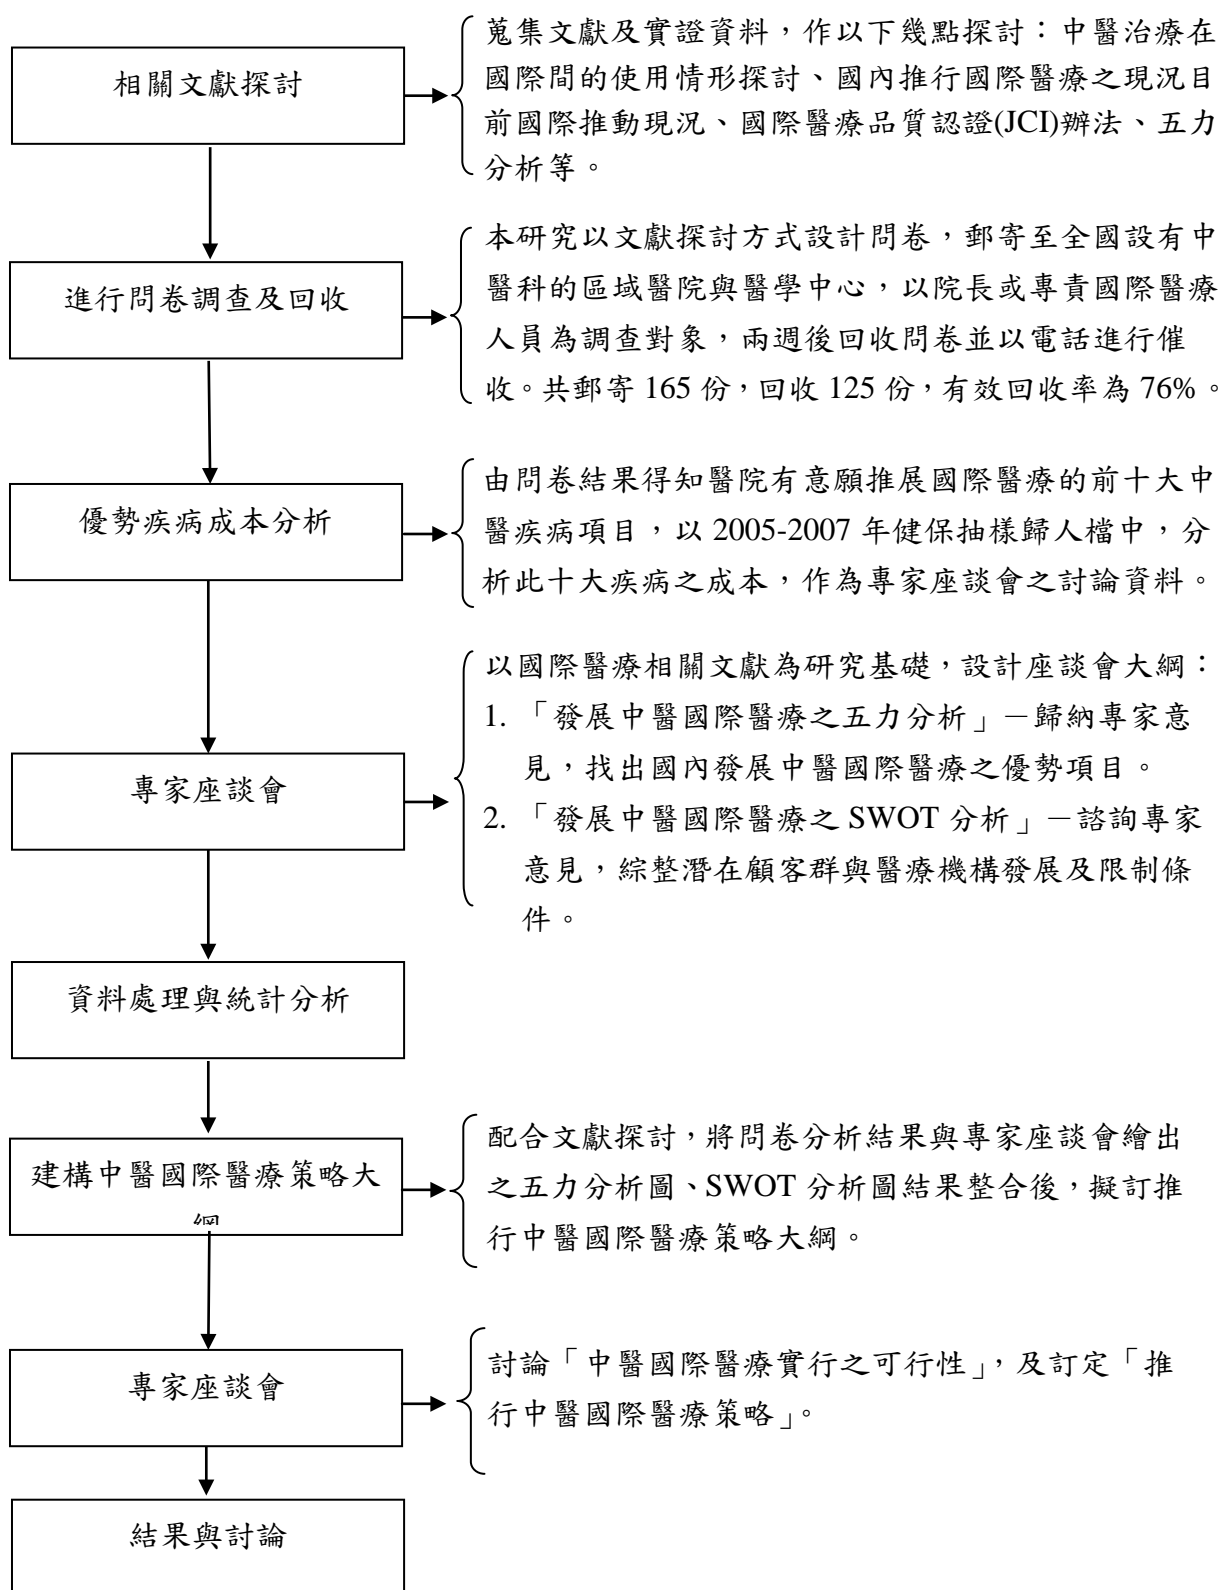 相關文獻探討
蒐集文獻及實證資料，作以下幾點探討：中醫治療在
國際間的使用情形探討、國內推行國際醫療之現況目
前國際推動現況、國際醫療品質認證(JCI)辦法、五力
分析等。
進行問卷調查及回收
本研究以文獻探討方式設計問卷，郵寄至全國設有中
醫科的區域醫院與醫學中心，以院長或專責國際醫療
人員為調查對象，兩週後回收問卷並以電話進行催
收。共郵寄 165 份，回收 125 份，有效回收率為 76%。
優勢疾病成本分析
由問卷結果得知醫院有意願推展國際醫療的前十大中
醫疾病項目，以 2005-2007 年健保抽樣歸人檔中，分
析此十大疾病之成本，作為專家座談會之討論資料。
專家座談會
以國際醫療相關文獻為研究基礎，設計座談會大綱：
1. 「發展中醫國際醫療之五力分析」－歸納專家意
見，找出國內發展中醫國際醫療之優勢項目。
2. 「發展中醫國際醫療之 SWOT 分析」－諮詢專家
意見，綜整潛在顧客群與醫療機構發展及限制條
件。
資料處理與統計分析
建構中醫國際醫療策略大
綱
配合文獻探討，將問卷分析結果與專家座談會繪出
之五力分析圖、SWOT 分析圖結果整合後，擬訂推
行中醫國際醫療策略大綱。
專家座談會
討論「中醫國際醫療實行之可行性」，及訂定「推
行中醫國際醫療策略」。
結果與討論